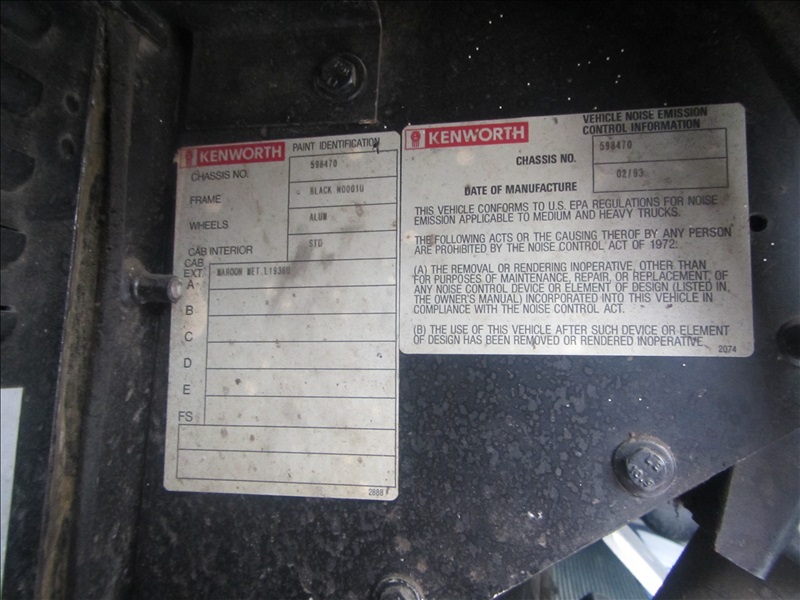 KENWORTH PAINT IDENTIFICATION
CHASSIS NO. 598470
FRAME BLACK N0001U
WHEELS ALUM
CAB INTERIOR STD
CAB
EXT
A MAROON MET.
B
C
D
E
FS
2688
KENWORTH
VEHICLE NOISE EMISSION
CONTROL INFORMATION
CHASSIS NO. 598470
DATE OF MANUFACTURE 02/93
THIS VEHICLE CONFORMS TO U.S. EPA REGULATIONS FOR NOISE
EMISSION APPLICABLE TO MEDIUM AND HEAVY TRUCKS.
THE FOLLOWING ACTS OR THE CAUSING THEROF BY ANY PERSON
ARE PROHIBITED BY THE NOISE CONTROL ACT OF 1972:
(A) THE REMOVAL OR RENDERING INOPERATIVE, OTHER THAN
FOR PURPOSES OF MAINTENANCE, REPAIR, OR REPLACEMENT, OF
ANY NOISE CONTROL DEVICE OR ELEMENT OF DESIGN (LISTED IN
THE OWNER'S MANUAL) INCORPORATED INTO THIS VEHICLE IN
COMPLIANCE WITH THE NOISE CONTROL ACT.
(B) THE USE OF THIS VEHICLE AFTER SUCH DEVICE OR ELEMENT
OF DESIGN HAS BEEN REMOVED OR RENDERED INOPERATIVE.
2074